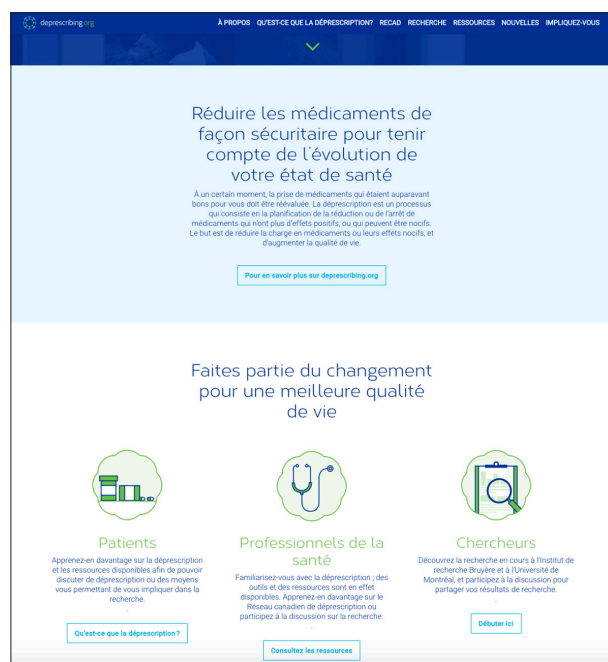 deprescribing.org
À PROPOS QU'EST-CE QUE LA DÉPRESCRIPTION? RECAD RECHERCHE RESSOURCES NOUVELLES IMPLIQUEZ-VOUS
Réduire les médicaments de
façon sécuritaire pour tenir
compte de l'évolution de
votre état de santé
À un certain moment, la prise de médicaments qui étaient auparavant
bons pour vous doit être réévaluée. La déprescription est un processus
qui consiste en la planification de la réduction ou de l'arrêt de
médicaments qui n'ont plus d'effets positifs, ou qui peuvent être nocifs.
Le but est de réduire la charge en médicaments ou leurs effets nocifs, et
d'augmenter la qualité de vie.
Pour en savoir plus sur deprescribing.org
Faites partie du changement
pour une meilleure qualité
de vie
Patients
Apprenez-en davantage sur la déprescription
et les ressources disponibles afin de pouvoir
discuter de déprescription ou des moyens
vous permettant de vous impliquer dans la
recherche.
.
Qu'est-ce que la déprescription ?
Professionnels de la
santé
Familiarisez-vous avec la déprescription ; des
outils et des ressources sont en effet
disponibles. Apprenez-en davantage sur le
Réseau canadien de déprescription ou
participez à la discussion sur la recherche.
.
Consultez les ressources
Chercheurs
Découvrez la recherche en cours à l'Institut de
recherche Bruyère et à l'Université de
Montréal, et participez à la discussion pour
partager vos résultats de recherche.
.
Débuter ici